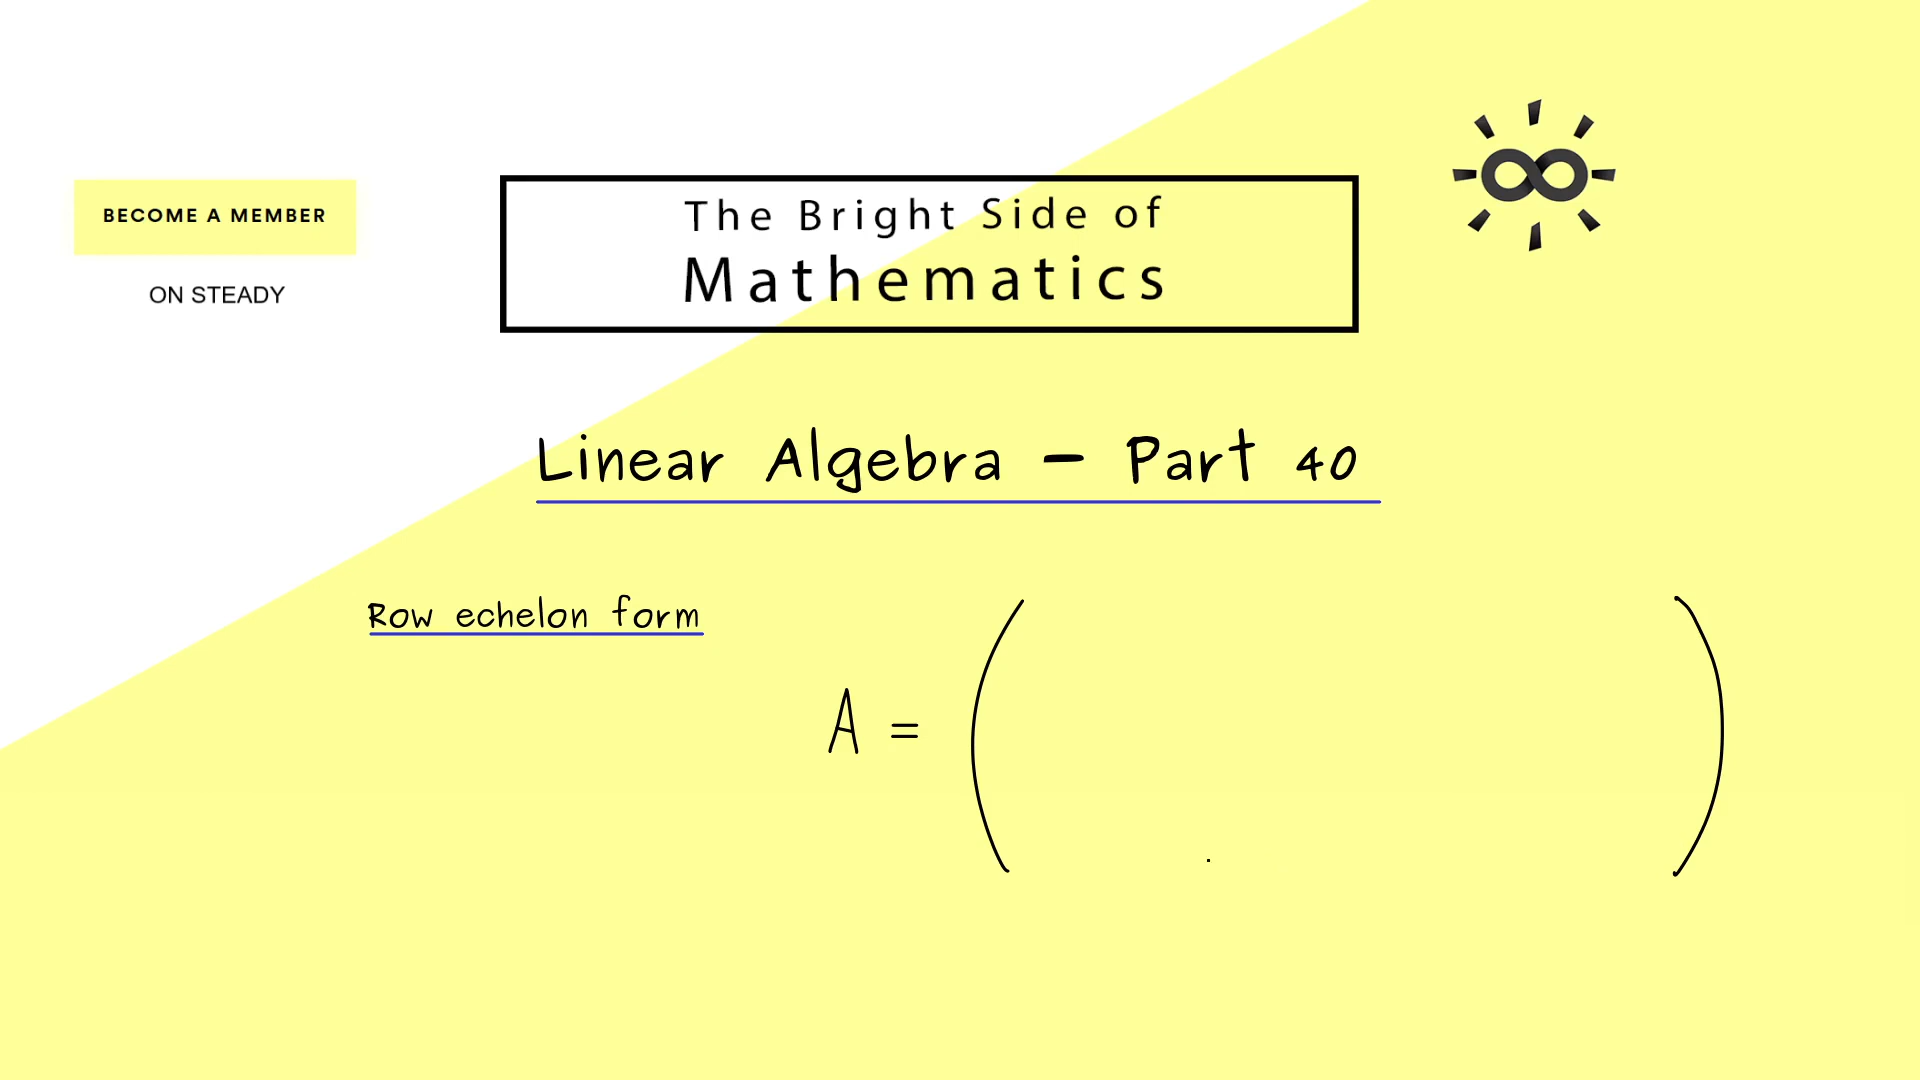 BECOME A MEMBER
ON STEADY
The Bright Side of
Mathematics
Linear Algebra – Part 40
Row echelon form
A = ( )